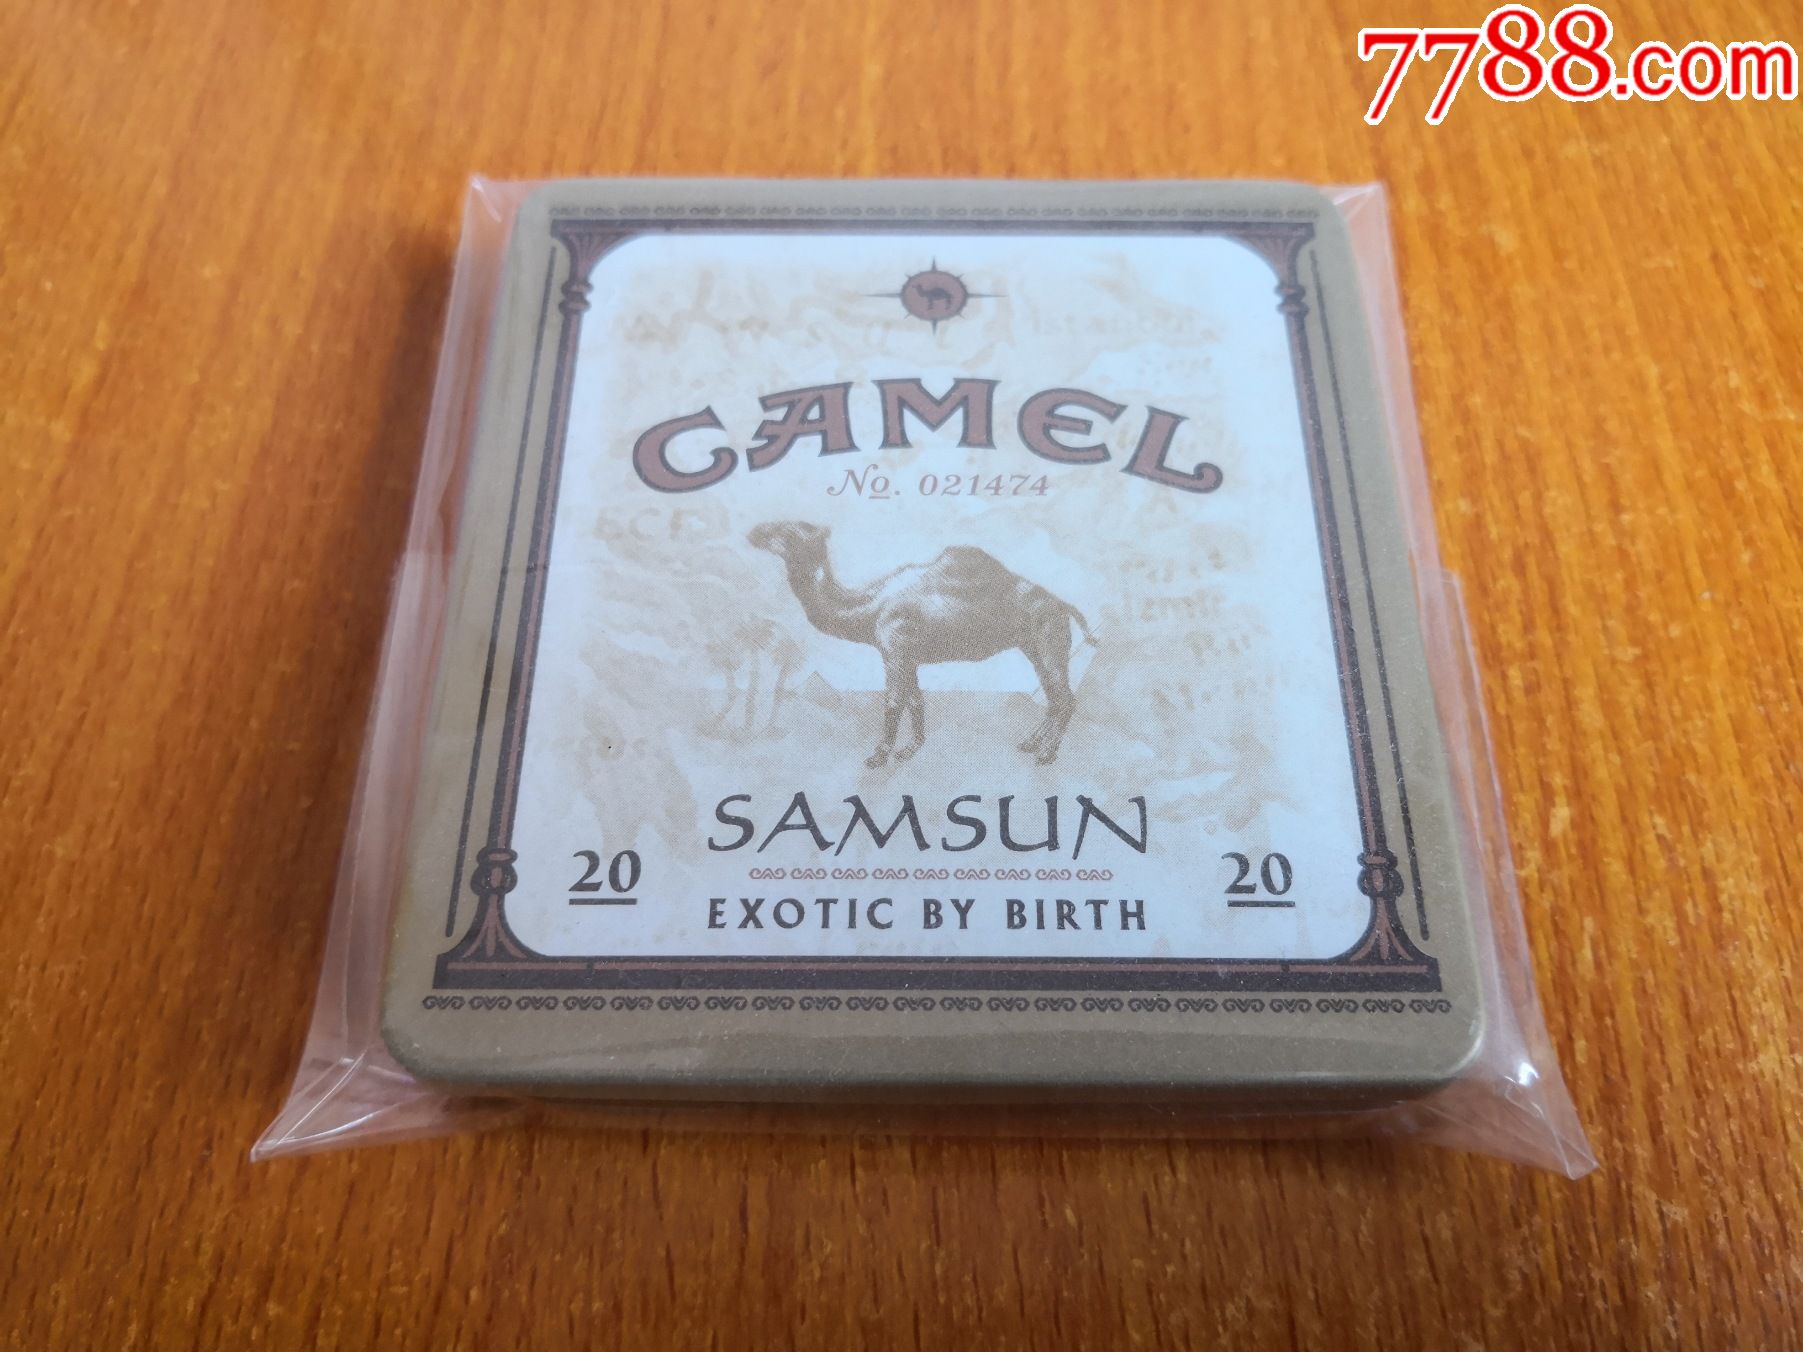 7788.com
CAMEL
No. 021474
SAMSUN
20 20
EXOTIC BY BIRTH